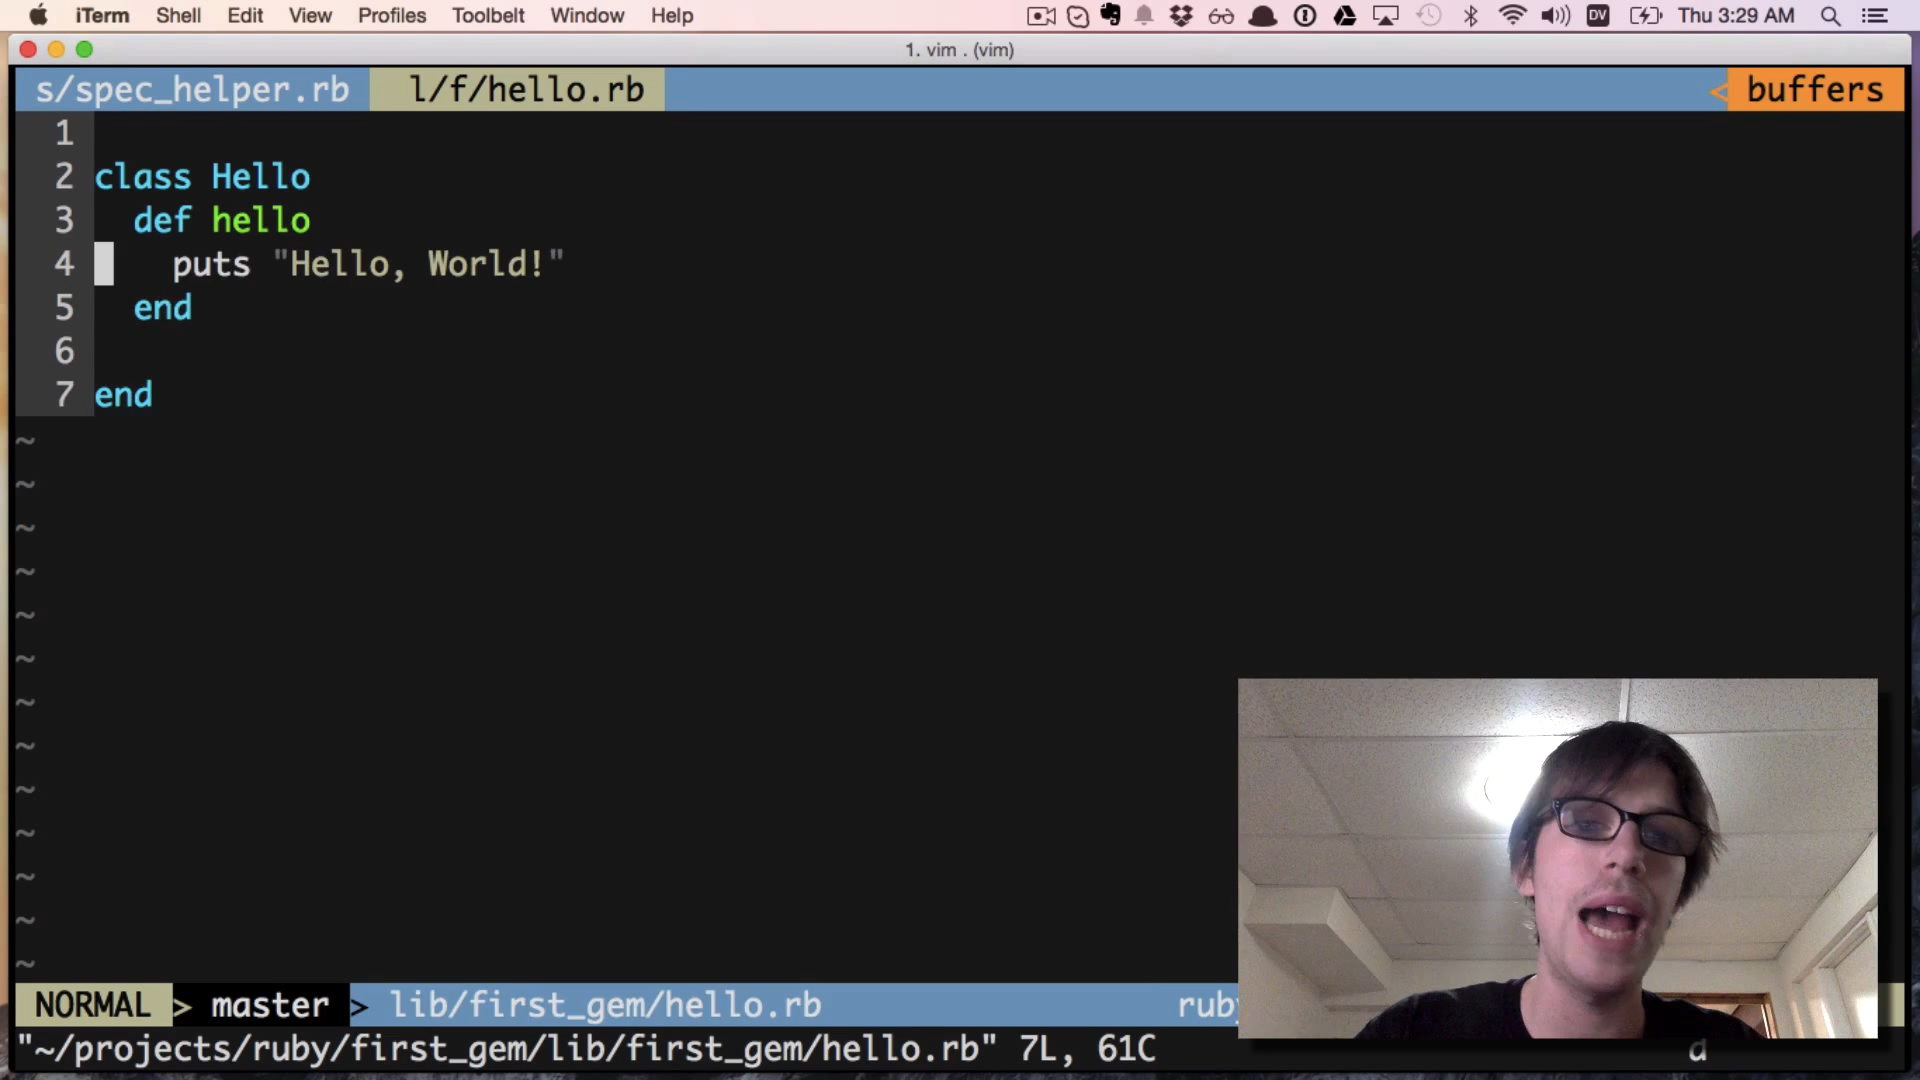 iTerm Shell Edit View Profiles Toolbelt Window Help DV Thu 3:29 AM
1. vim . (vim)
s/spec_helper.rb l/f/hello.rb < buffers
1
2 class Hello
3 def hello
4 puts "Hello, World!"
5 end
6
7 end
~
~
~
~
~
~
~
~
~
~
~
~
~
NORMAL > master > lib/first_gem/hello.rb ruby
"~/projects/ruby/first_gem/lib/first_gem/hello.rb" 7L, 61C d